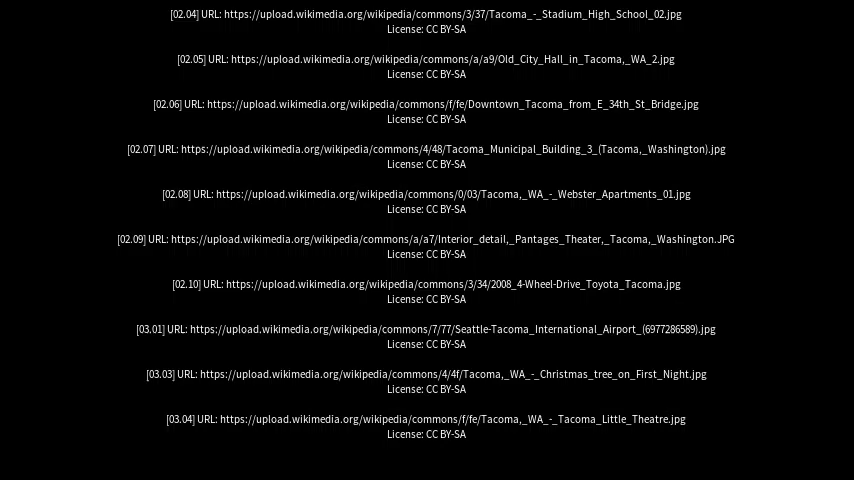 [02.04] URL: https://upload.wikimedia.org/wikipedia/commons/3/37/Tacoma_-_Stadium_High_School_02.jpg
License: CC BY-SA
[02.05] URL: https://upload.wikimedia.org/wikipedia/commons/a/a9/Old_City_Hall_in_Tacoma,_WA_2.jpg
License: CC BY-SA
[02.06] URL: https://upload.wikimedia.org/wikipedia/commons/f/fe/Downtown_Tacoma_from_E_34th_St_Bridge.jpg
License: CC BY-SA
[02.07] URL: https://upload.wikimedia.org/wikipedia/commons/4/48/Tacoma_Municipal_Building_3_(Tacoma,_Washington).jpg
License: CC BY-SA
[02.08] URL: https://upload.wikimedia.org/wikipedia/commons/0/03/Tacoma,_WA_-_Webster_Apartments_01.jpg
License: CC BY-SA
[02.09] URL: https://upload.wikimedia.org/wikipedia/commons/a/a7/Interior_detail,_Pantages_Theater,_Tacoma,_Washington.JPG
License: CC BY-SA
[02.10] URL: https://upload.wikimedia.org/wikipedia/commons/3/34/2008_4-Wheel-Drive_Toyota_Tacoma.jpg
License: CC BY-SA
[03.01] URL: https://upload.wikimedia.org/wikipedia/commons/7/77/Seattle-Tacoma_International_Airport_(6977286589).jpg
License: CC BY-SA
[03.03] URL: https://upload.wikimedia.org/wikipedia/commons/4/4f/Tacoma,_WA_-_Christmas_tree_on_First_Night.jpg
License: CC BY-SA
[03.04] URL: https://upload.wikimedia.org/wikipedia/commons/f/fe/Tacoma,_WA_-_Tacoma_Little_Theatre.jpg
License: CC BY-SA